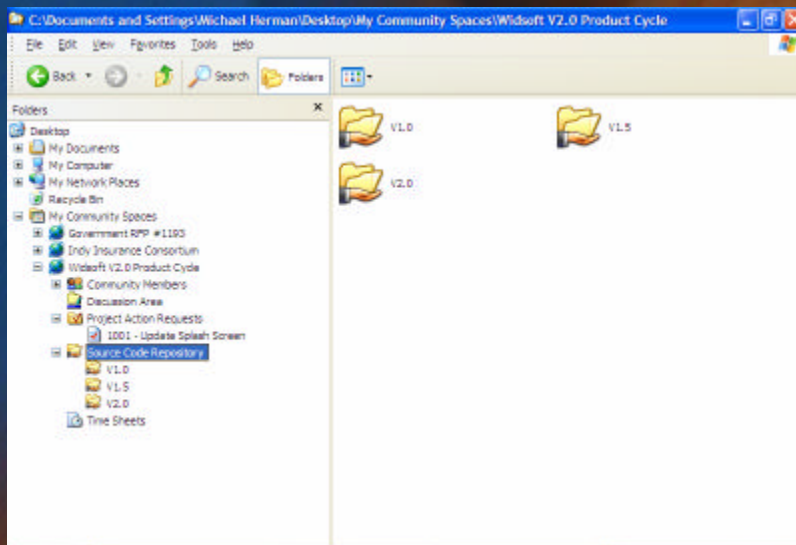 C:\Documents and Settings\Michael Herman\Desktop\My Community Spaces\Widsoft V2.0 Product Cycle
File Edit View Favorites Tools Help
Back Search Folders
Folders x
Desktop
My Documents
My Computer
My Network Places
Recycle Bin
My Community Spaces
Government RFP #1193
Indy Insurance Consortium
Widsoft V2.0 Product Cycle
Community Members
Discussion Area
Project Action Requests
1001 - Update Splash Screen
Source Code Repository
V1.0
V1.5
V2.0
Time Sheets
V1.0 V1.5
V2.0